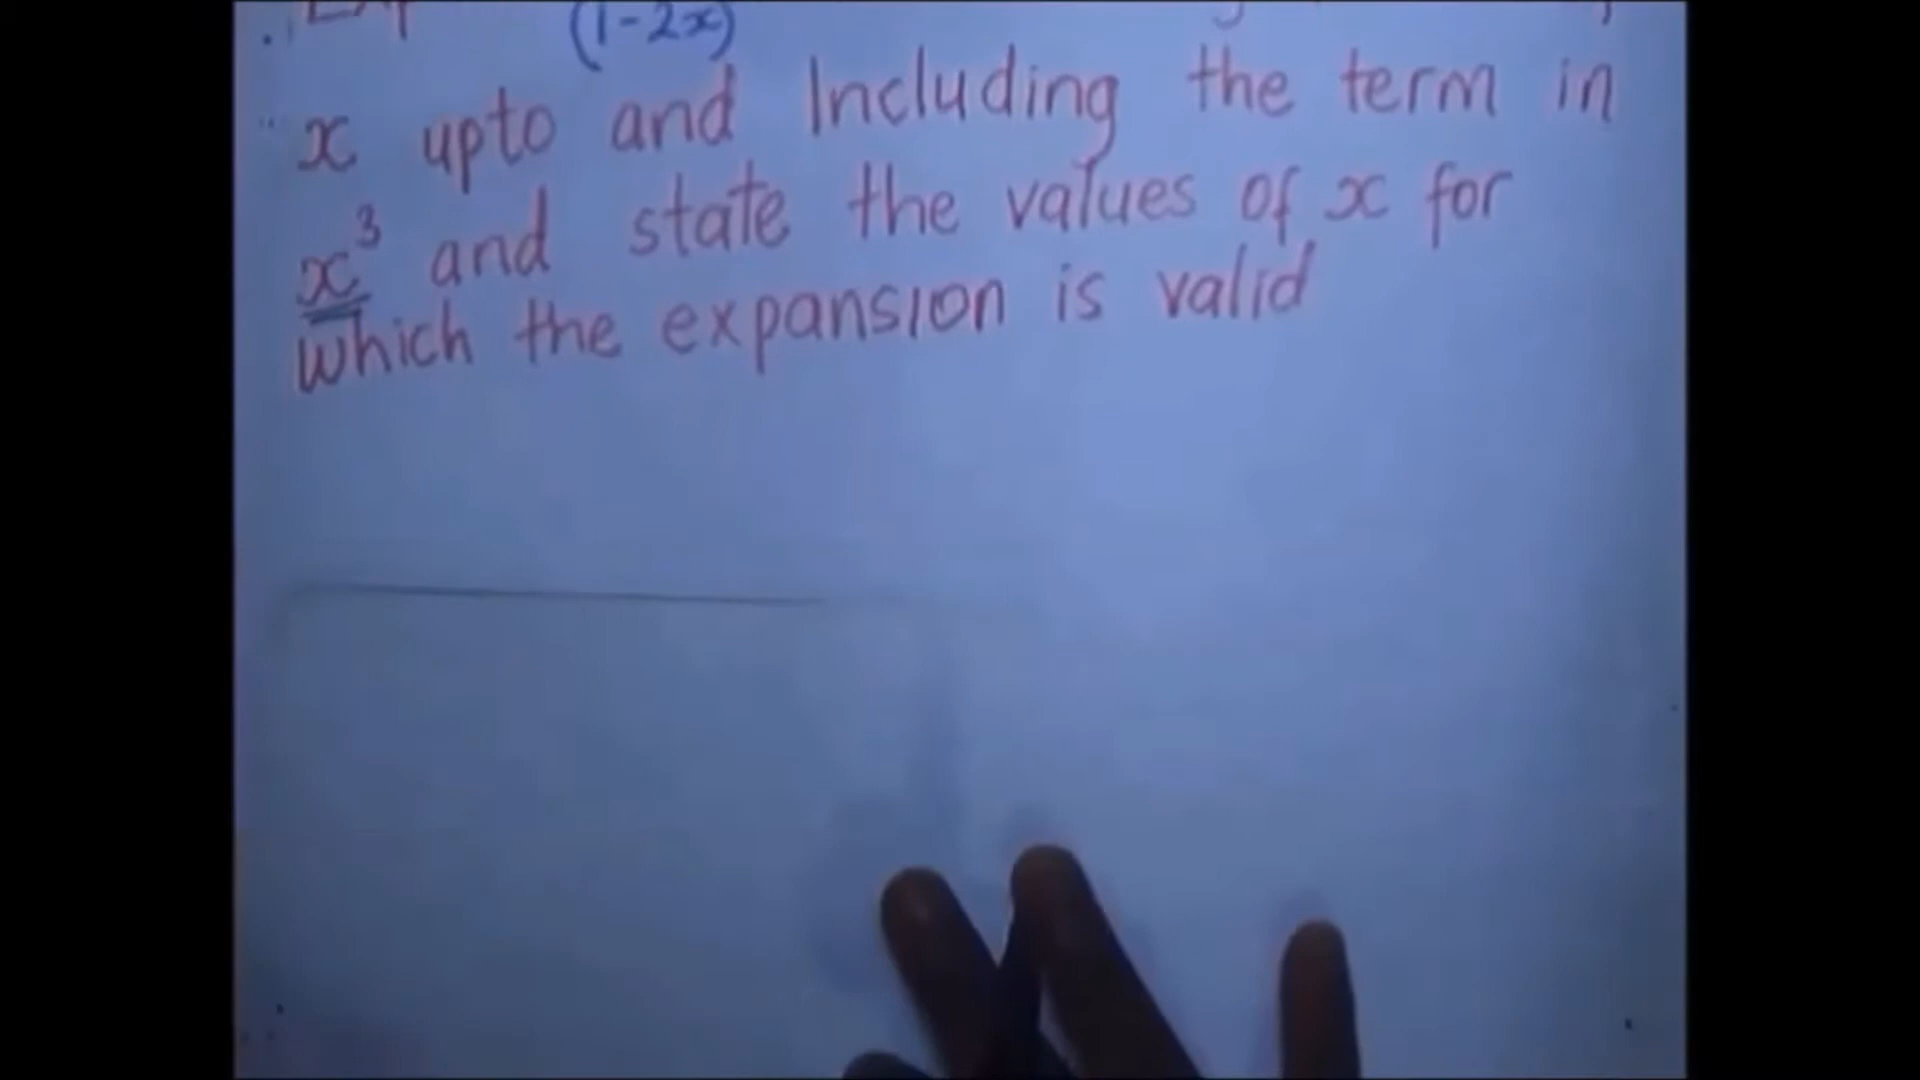 (1-2x)
x upto and Including the term in
x³ and state the values of x for
which the expansion is valid